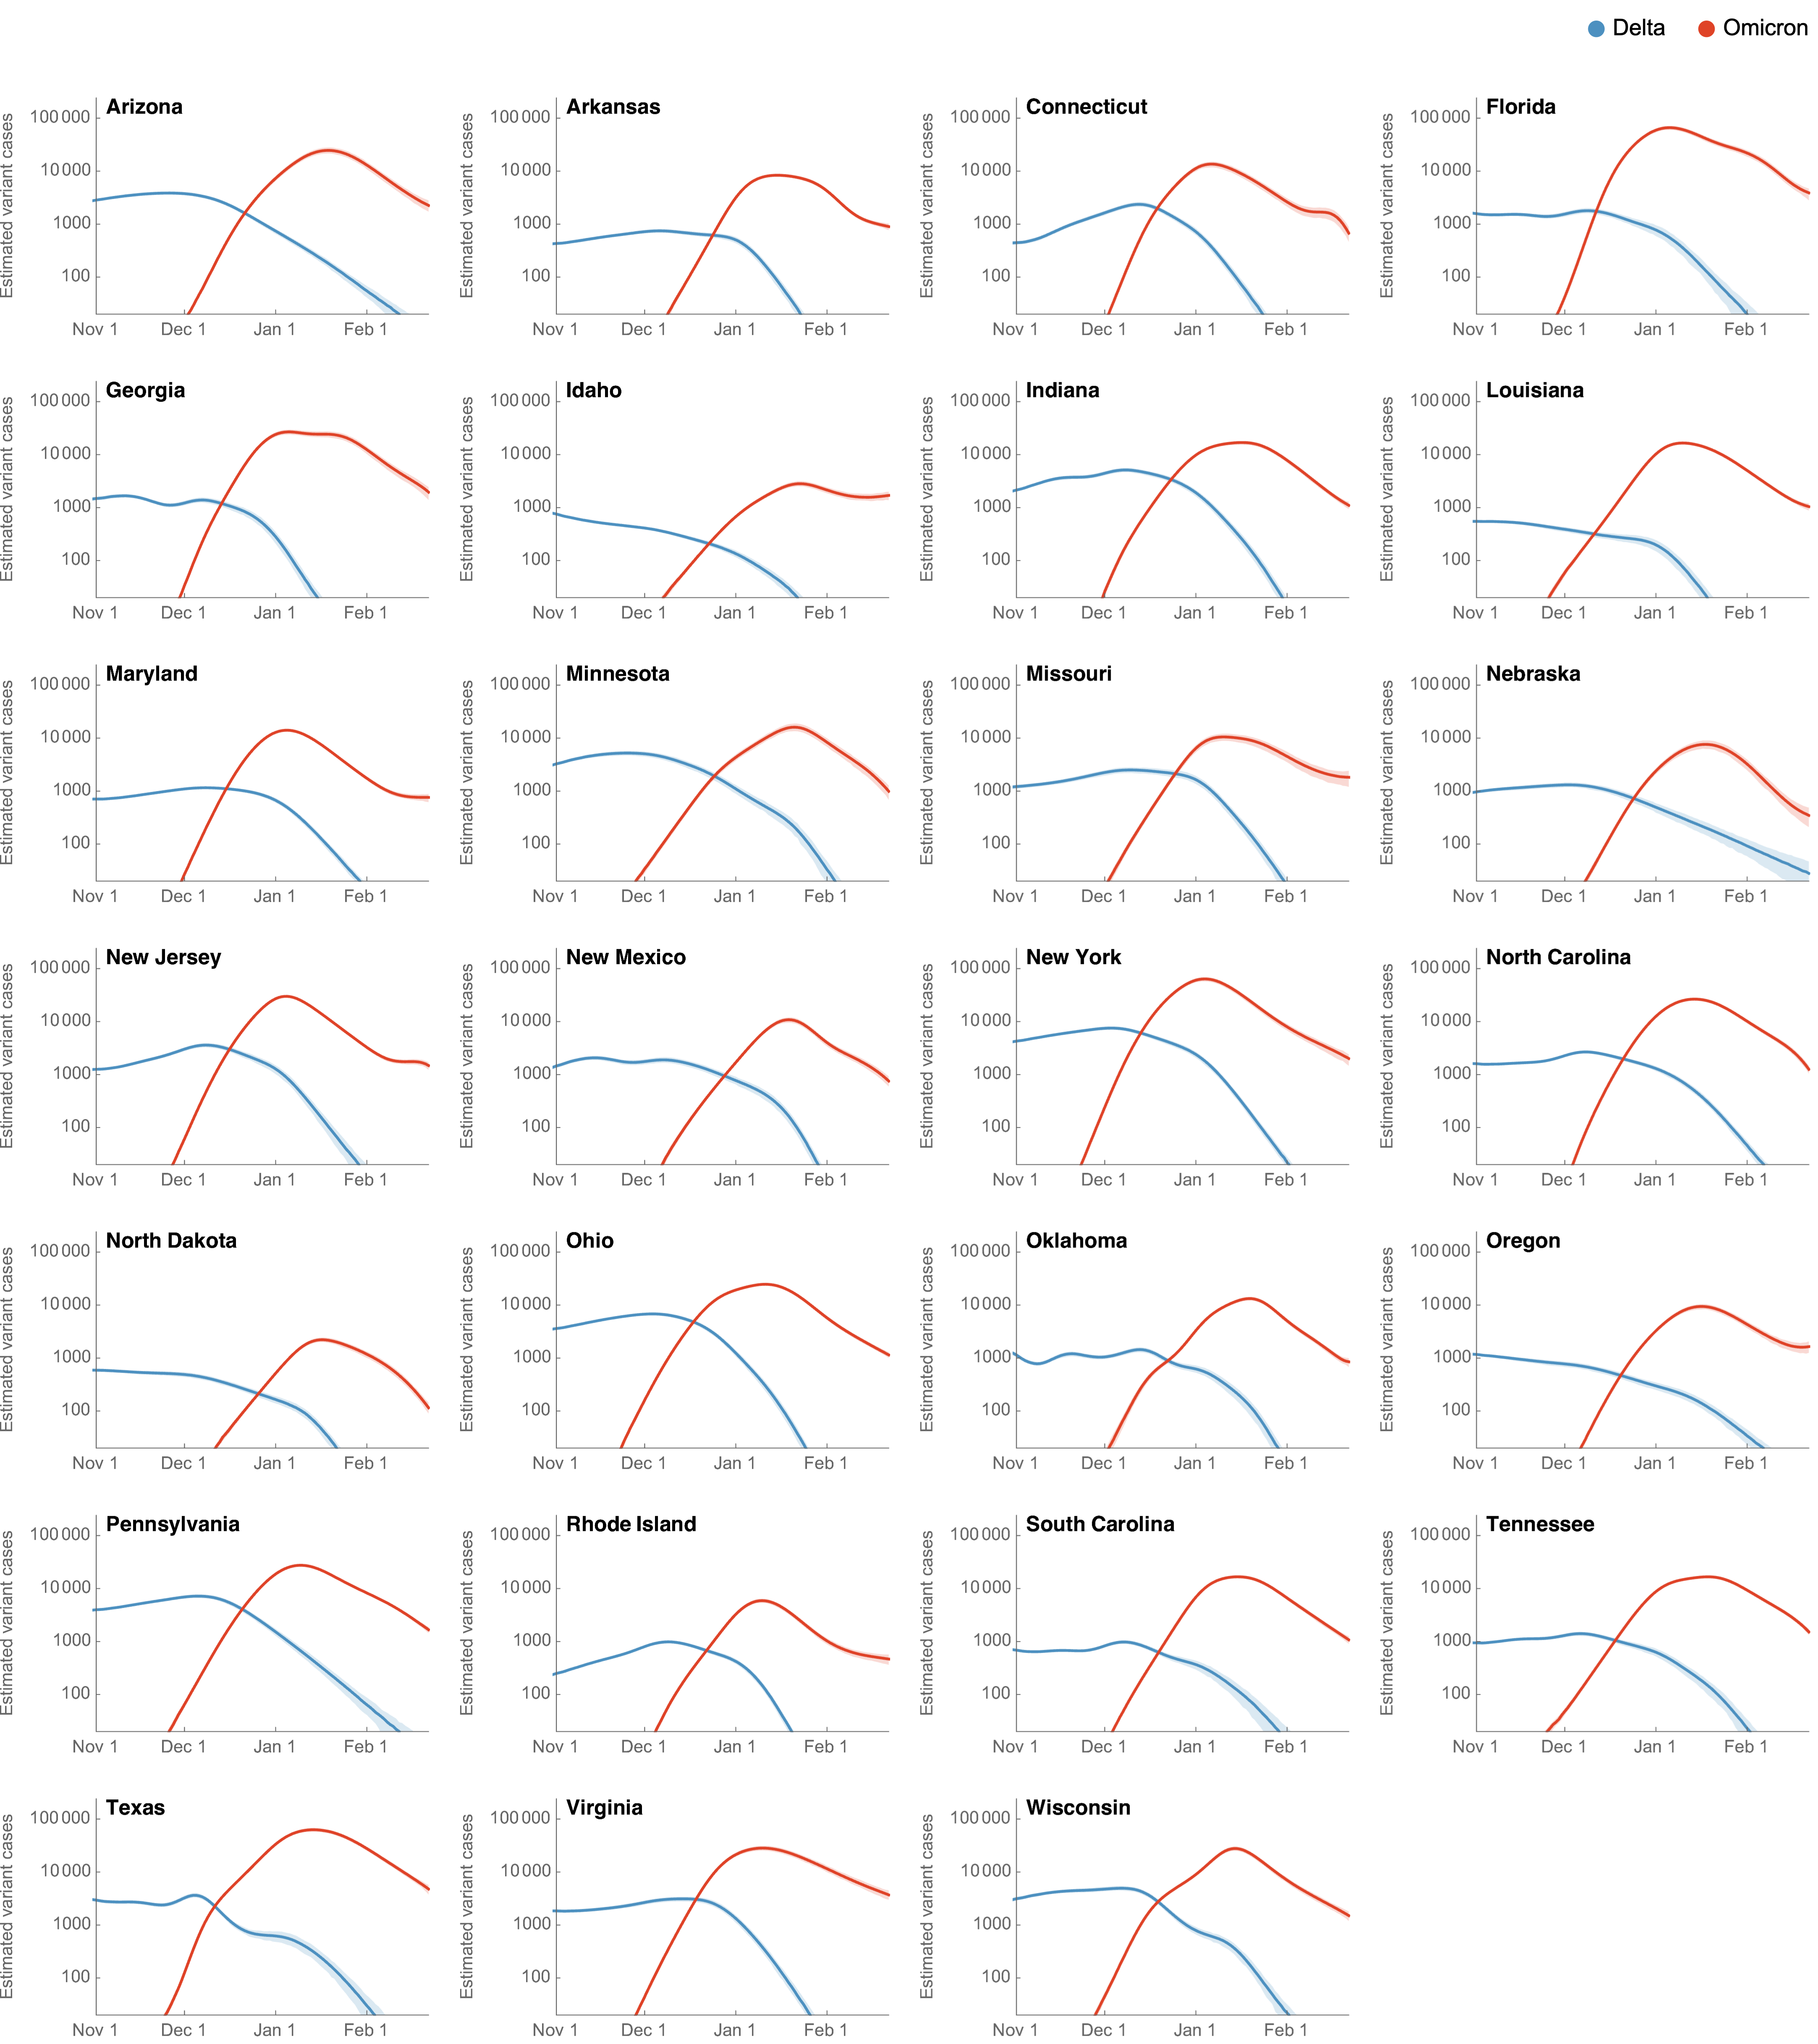 Delta Omicron
Arizona
Estimated variant cases
100 000
10 000
1000
100
Nov 1 Dec 1 Jan 1 Feb 1
Arkansas
Estimated variant cases
100 000
10 000
1000
100
Nov 1 Dec 1 Jan 1 Feb 1
Connecticut
Estimated variant cases
100 000
10 000
1000
100
Nov 1 Dec 1 Jan 1 Feb 1
Florida
Estimated variant cases
100 000
10 000
1000
100
Nov 1 Dec 1 Jan 1 Feb 1
Georgia
Estimated variant cases
100 000
10 000
1000
100
Nov 1 Dec 1 Jan 1 Feb 1
Idaho
Estimated variant cases
100 000
10 000
1000
100
Nov 1 Dec 1 Jan 1 Feb 1
Indiana
Estimated variant cases
100 000
10 000
1000
100
Nov 1 Dec 1 Jan 1 Feb 1
Louisiana
Estimated variant cases
100 000
10 000
1000
100
Nov 1 Dec 1 Jan 1 Feb 1
Maryland
Estimated variant cases
100 000
10 000
1000
100
Nov 1 Dec 1 Jan 1 Feb 1
Minnesota
Estimated variant cases
100 000
10 000
1000
100
Nov 1 Dec 1 Jan 1 Feb 1
Missouri
Estimated variant cases
100 000
10 000
1000
100
Nov 1 Dec 1 Jan 1 Feb 1
Nebraska
Estimated variant cases
100 000
10 000
1000
100
Nov 1 Dec 1 Jan 1 Feb 1
New Jersey
Estimated variant cases
100 000
10 000
1000
100
Nov 1 Dec 1 Jan 1 Feb 1
New Mexico
Estimated variant cases
100 000
10 000
1000
100
Nov 1 Dec 1 Jan 1 Feb 1
New York
Estimated variant cases
100 000
10 000
1000
100
Nov 1 Dec 1 Jan 1 Feb 1
North Carolina
Estimated variant cases
100 000
10 000
1000
100
Nov 1 Dec 1 Jan 1 Feb 1
North Dakota
Estimated variant cases
100 000
10 000
1000
100
Nov 1 Dec 1 Jan 1 Feb 1
Ohio
Estimated variant cases
100 000
10 000
1000
100
Nov 1 Dec 1 Jan 1 Feb 1
Oklahoma
Estimated variant cases
100 000
10 000
1000
100
Nov 1 Dec 1 Jan 1 Feb 1
Oregon
Estimated variant cases
100 000
10 000
1000
100
Nov 1 Dec 1 Jan 1 Feb 1
Pennsylvania
Estimated variant cases
100 000
10 000
1000
100
Nov 1 Dec 1 Jan 1 Feb 1
Rhode Island
Estimated variant cases
100 000
10 000
1000
100
Nov 1 Dec 1 Jan 1 Feb 1
South Carolina
Estimated variant cases
100 000
10 000
1000
100
Nov 1 Dec 1 Jan 1 Feb 1
Tennessee
Estimated variant cases
100 000
10 000
1000
100
Nov 1 Dec 1 Jan 1 Feb 1
Texas
Estimated variant cases
100 000
10 000
1000
100
Nov 1 Dec 1 Jan 1 Feb 1
Virginia
Estimated variant cases
100 000
10 000
1000
100
Nov 1 Dec 1 Jan 1 Feb 1
Wisconsin
Estimated variant cases
100 000
10 000
1000
100
Nov 1 Dec 1 Jan 1 Feb 1